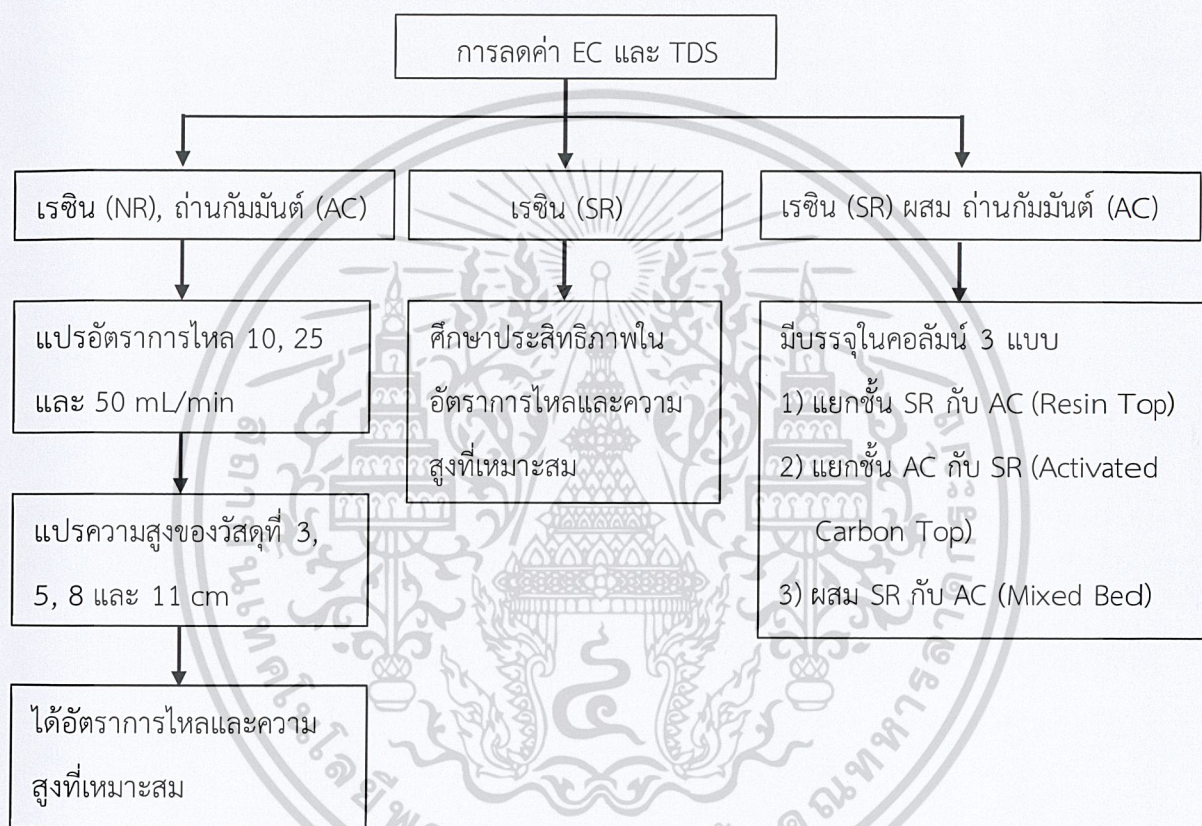 การลดค่า EC และ TDS
เรซิน (NR), ถ่านกัมมันต์ (AC)
แปรอัตราการไหล 10, 25
และ 50 mL/min
แปรความสูงของวัสดุที่ 3,
5, 8 และ 11 cm
ได้อัตราการไหลและความ
สูงที่เหมาะสม
เรซิน (SR)
ศึกษาประสิทธิภาพใน
อัตราการไหลและความ
สูงที่เหมาะสม
เรซิน (SR) ผสม ถ่านกัมมันต์ (AC)
มีบรรจุในคอลัมน์ 3 แบบ
1) แยกชั้น SR กับ AC (Resin Top)
2) แยกชั้น AC กับ SR (Activated
Carbon Top)
3) ผสม SR กับ AC (Mixed Bed)